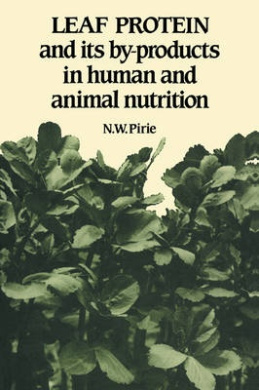 LEAF PROTEIN
and its by-products
in human and
animal nutrition
N.W. Pirie